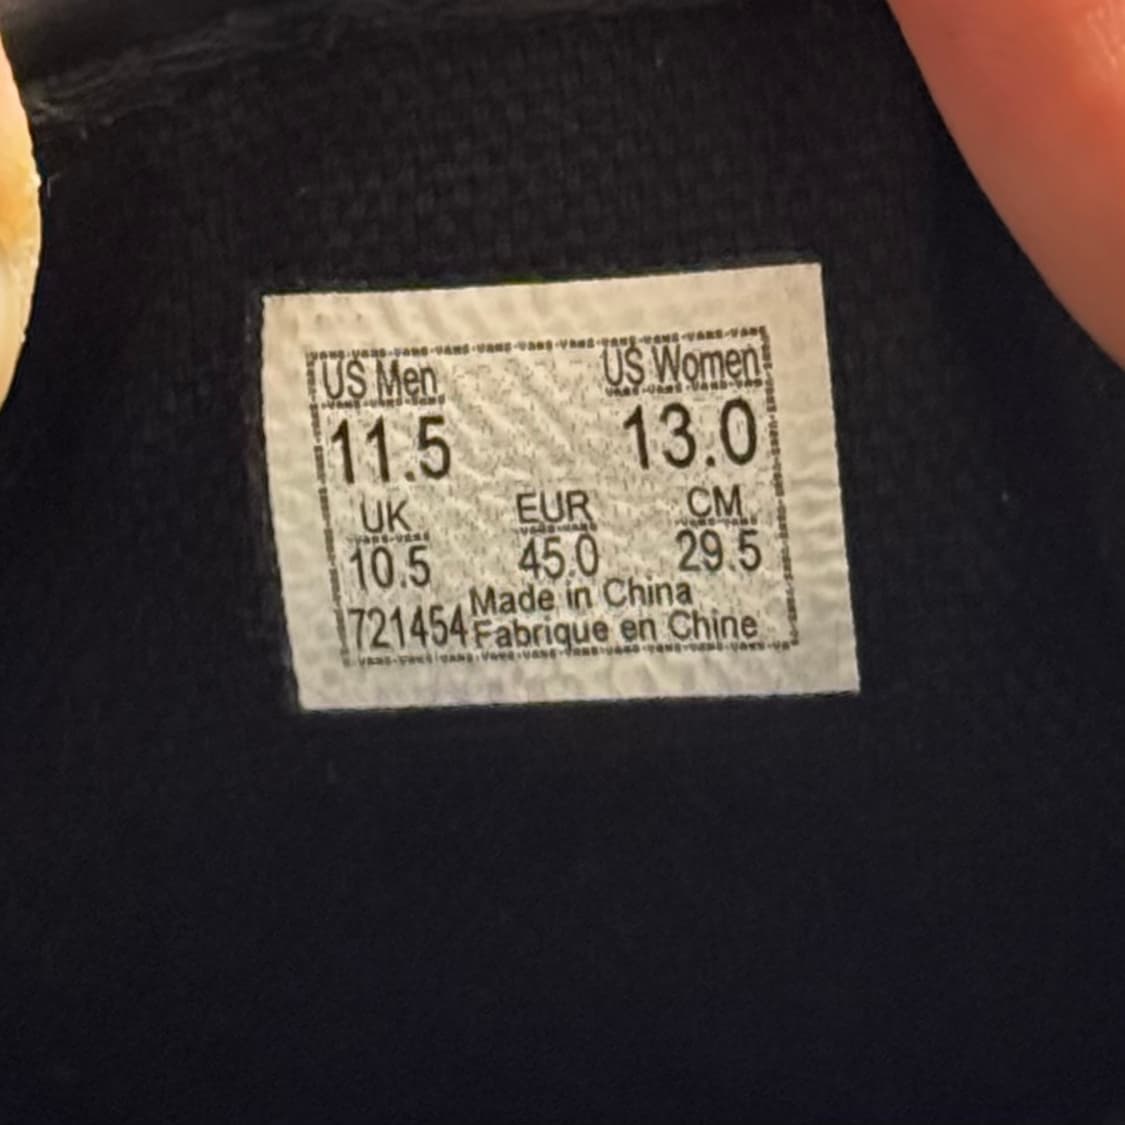 US Men US Women
11.5 13.0
UK EUR CM
10.5 45.0 29.5
Made in China
721454 Fabrique en Chine